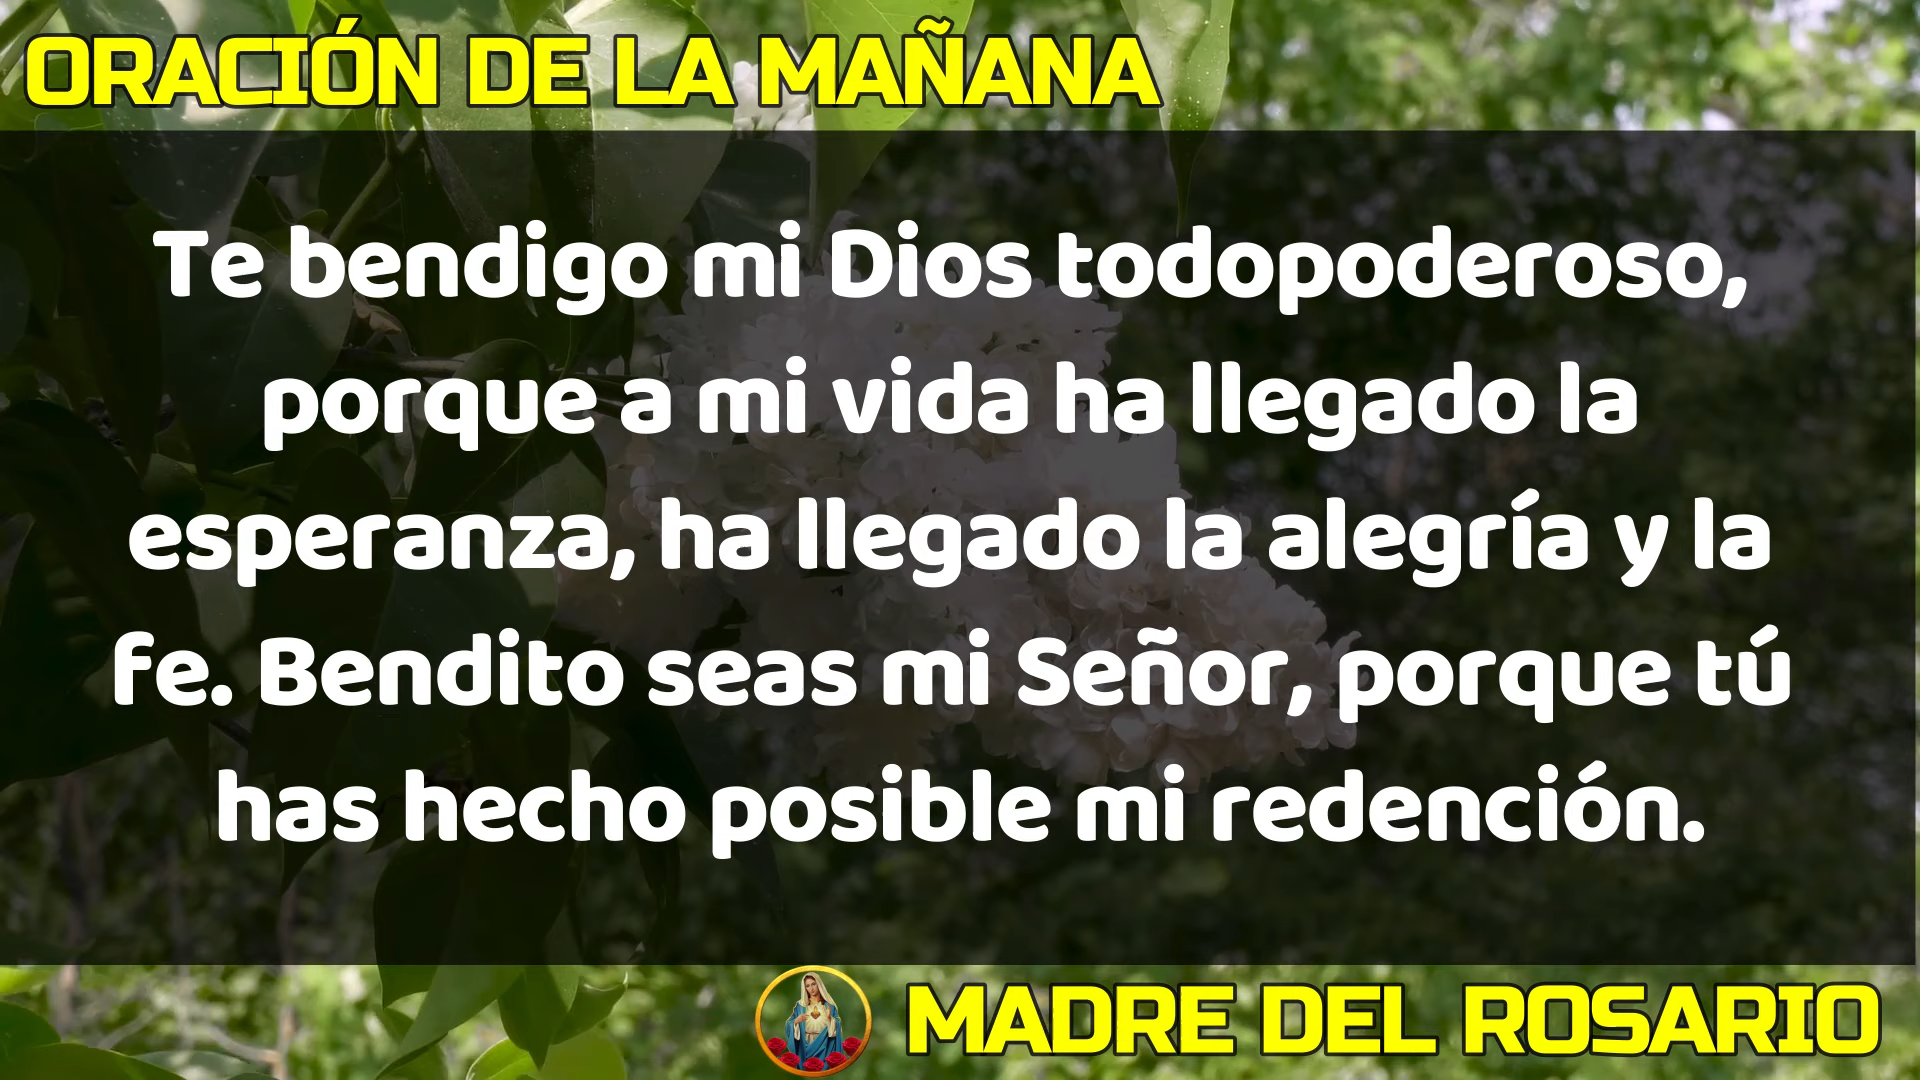 ORACIÓN DE LA MAÑANA
Te bendigo mi Dios todopoderoso,
porque a mi vida ha llegado la
esperanza, ha llegado la alegría y la
fe. Bendito seas mi Señor, porque tú
has hecho posible mi redención.
MADRE DEL ROSARIO